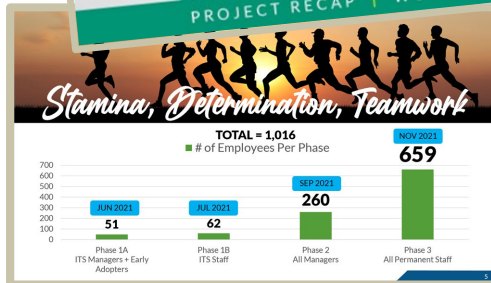 PROJECT RECAP |
Stamina, Determination, Teamwork
TOTAL = 1,016
# of Employees Per Phase
NOV 2021
659
SEP 2021
260
JUN 2021
51
JUL 2021
62
700
600
500
400
300
200
100
0
Phase 1A
ITS Managers + Early
Adopters
Phase 1B
ITS Staff
Phase 2
All Managers
Phase 3
All Permanent Staff
5